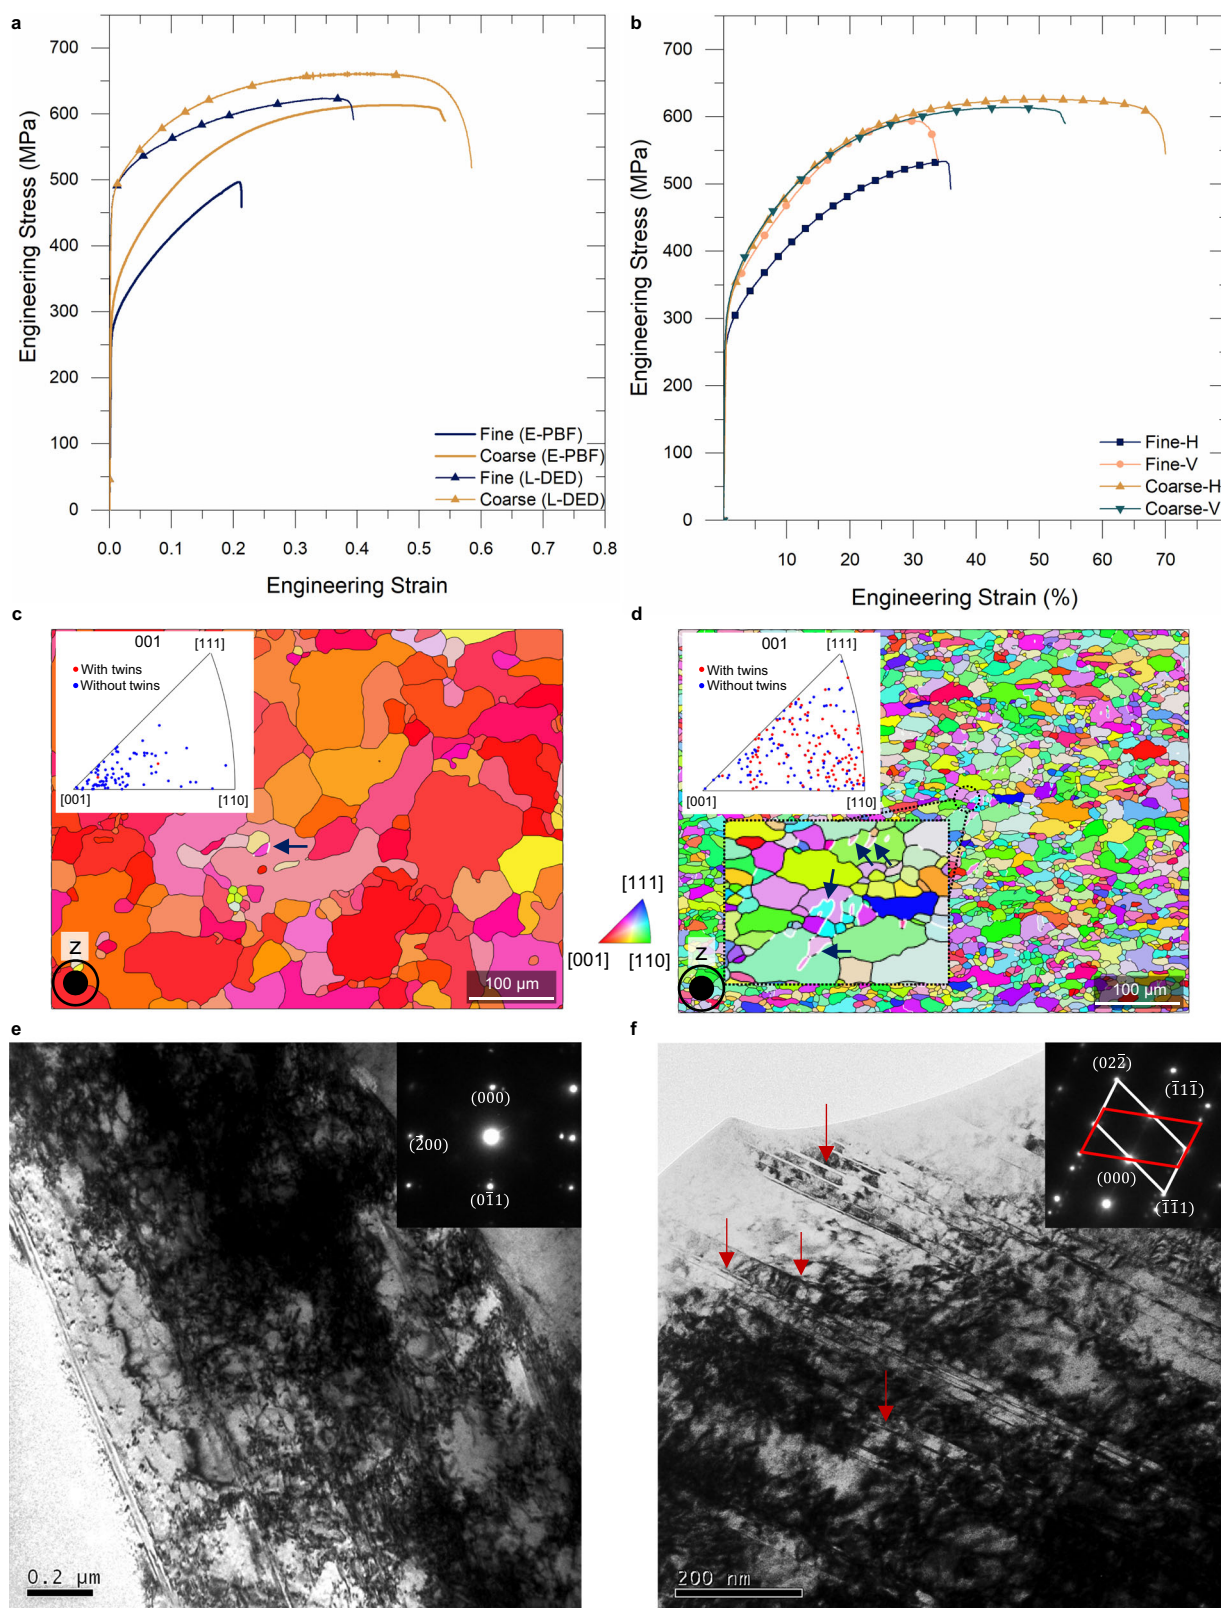 a
700
600
500
400
300
200
100
0
Engineering Stress (MPa)
Fine (E-PBF)
Coarse (E-PBF)
Fine (L-DED)
Coarse (L-DED)
0.0 0.1 0.2 0.3 0.4 0.5 0.6 0.7 0.8
Engineering Strain
b
700
600
500
400
300
200
100
0
Engineering Stress (MPa)
Fine-H
Fine-V
Coarse-H
Coarse-V
10 20 30 40 50 60 70
Engineering Strain (%)
c
001
[111]
With twins
Without twins
[001]
[110]
Z
100 µm
[111]
[001] [110]
d
001
[111]
With twins
Without twins
[001]
[110]
Z
100 µm
e
(000)
(2̄00)
(01̄1)
0.2 µm
f
(022̄)
(1̄11̄)
(000)
(1̄1̄1)
200 nm